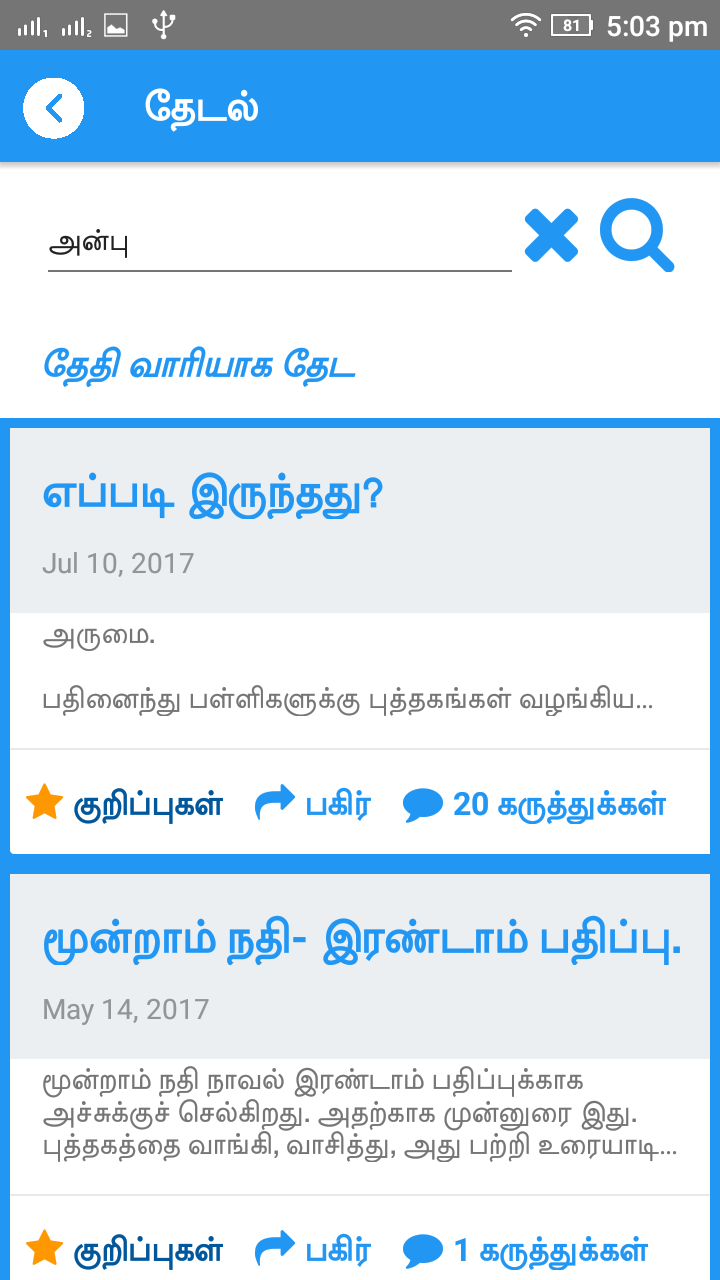 81 5:03 pm
தேடல்
அன்பு
தேதி வாரியாக தேட
எப்படி இருந்தது?
Jul 10, 2017
அருமை.
பதினைந்து பள்ளிகளுக்கு புத்தகங்கள் வழங்கிய...
குறிப்புகள் பகிர் 20 கருத்துக்கள்
மூன்றாம் நதி- இரண்டாம் பதிப்பு.
May 14, 2017
மூன்றாம் நதி நாவல் இரண்டாம் பதிப்புக்காக
அச்சுக்குச் செல்கிறது. அதற்காக முன்னுரை இது.
புத்தகத்தை வாங்கி, வாசித்து, அது பற்றி உரையாடி...
குறிப்புகள் பகிர் 1 கருத்துக்கள்